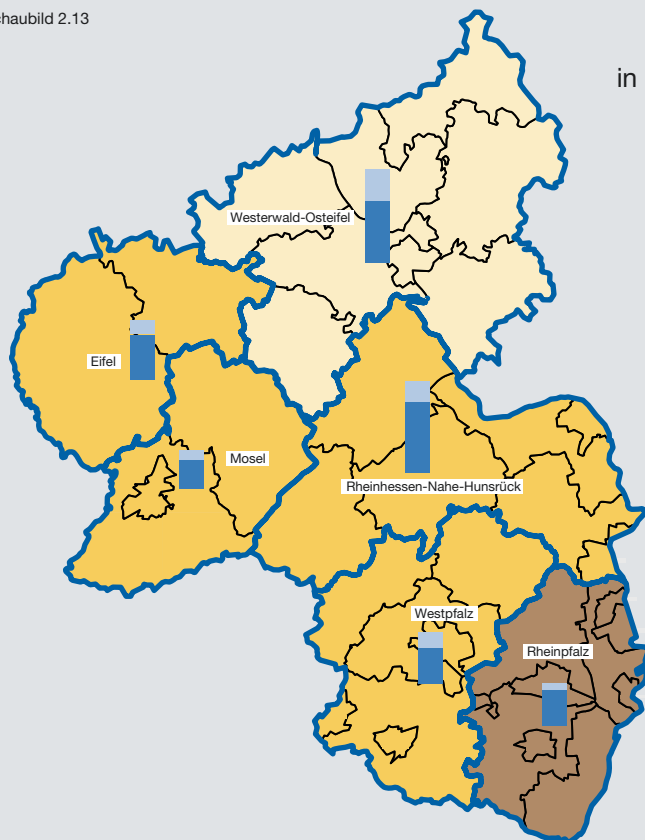 chaubild 2.13
in
Westerwald-Osteifel
Eifel
Mosel
Rheinhessen-Nahe-Hunsrück
Westpfalz
Rheinpfalz